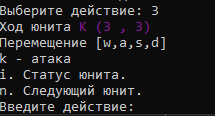 Выберите действие: 3
Ход юнита K (3 , 3)
Перемещение [w,a,s,d]
k - атака
i. Статус юнита.
n. Следующий юнит.
Введите действие: